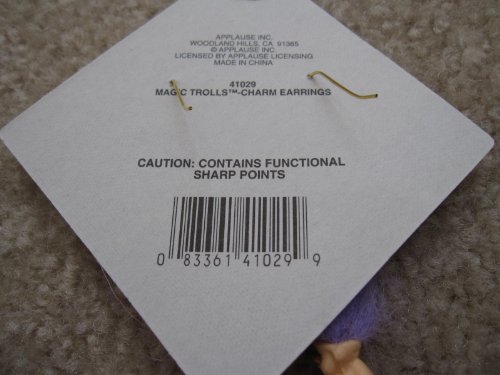 APPLAUSE INC.
WOODLAND HILLS, CA 91365
© APPLAUSE INC.
LICENSED BY APPLAUSE LICENSING
MADE IN CHINA
41029
MAGIC TROLLS™-CHARM EARRINGS
CAUTION: CONTAINS FUNCTIONAL
SHARP POINTS
0 83361 41029 9